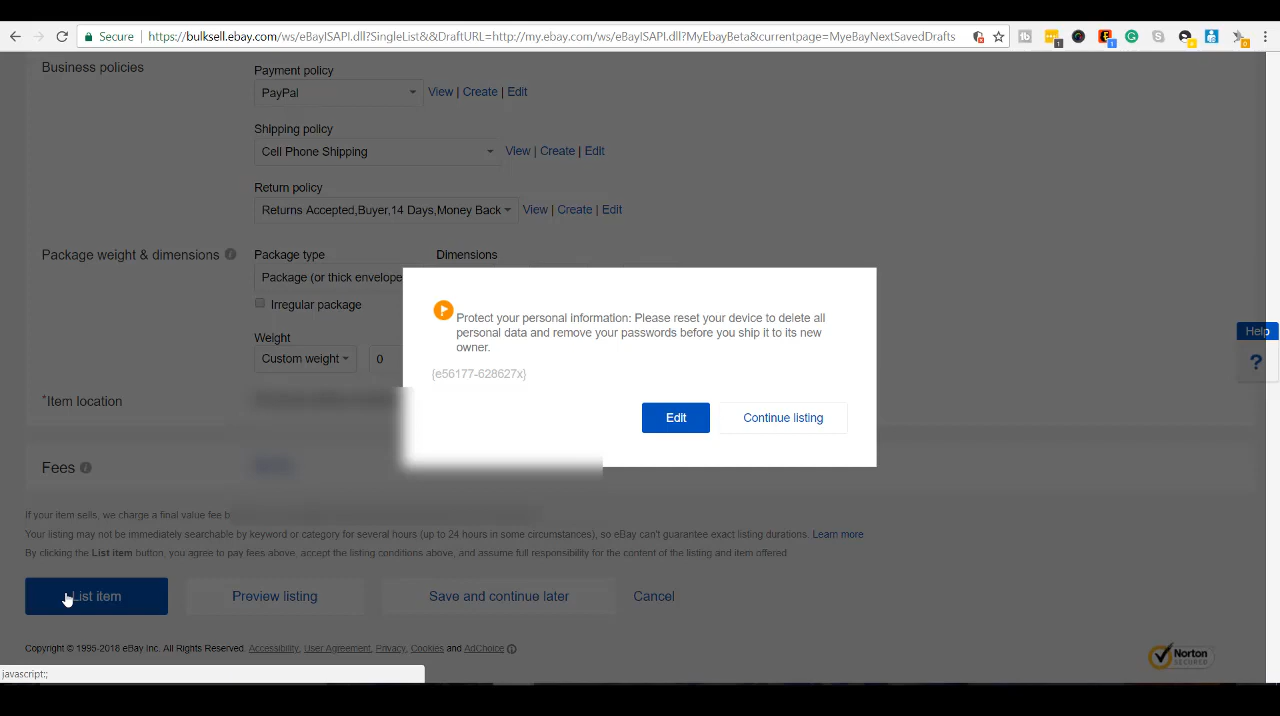 Secure
https://bulksell.ebay.com/ws/eBayISAPI.dll?SingleList&&DraftURL=http://my.ebay.com/ws/eBayISAPI.dll?MyEbayBeta&currentpage=MyeBayNextSavedDrafts
Business policies
Payment policy
PayPal
View | Create | Edit
Shipping policy
Cell Phone Shipping
View | Create | Edit
Return policy
Returns Accepted,Buyer,14 Days,Money Back
View | Create | Edit
Package weight & dimensions
Package type
Dimensions
Package (or thick envelope
Irregular package
Weight
Custom weight
0
Protect your personal information: Please reset your device to delete all
personal data and remove your passwords before you ship it to its new
owner.
{e56177-628627x}
Edit
Continue listing
Help
?
*Item location
Fees
If your item sells, we charge a final value fee
Your listing may not be immediately searchable by keyword or category for several hours (up to 24 hours in some circumstances), so eBay can't guarantee exact listing durations. Learn more
By clicking the List item button, you agree to pay fees above, accept the listing conditions above, and assume full responsibility for the content of the listing and item offered
List item
Preview listing
Save and continue later
Cancel
Copyright © 1995-2018 eBay Inc. All Rights Reserved. Accessibility, User Agreement, Privacy, Cookies and AdChoice
Norton
SECURED
javascript:;